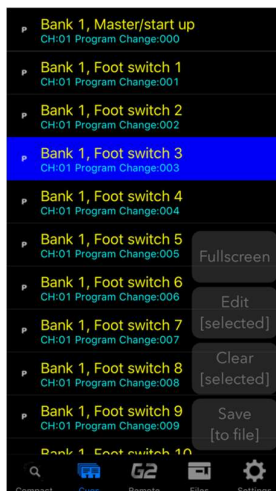 P Bank 1, Master/start up
CH:01 Program Change:000
P Bank 1, Foot switch 1
CH:01 Program Change:001
P Bank 1, Foot switch 2
CH:01 Program Change:002
P Bank 1, Foot switch 3
CH:01 Program Change:003
P Bank 1, Foot switch 4
CH:01 Program Change:004
P Bank 1, Foot switch 5
CH:01 Program Change:005
Fullscreen
P Bank 1, Foot switch 6
CH:01 Program Change:006
Edit
[selected]
P Bank 1, Foot switch 7
CH:01 Program Change:007
P Bank 1, Foot switch 8
CH:01 Program Change:008
Clear
[selected]
P Bank 1, Foot switch 9
CH:01 Program Change:009
Save
[to file]
Bank 1, Foot switch 10
G2
Compact Cues Remote Files Settings